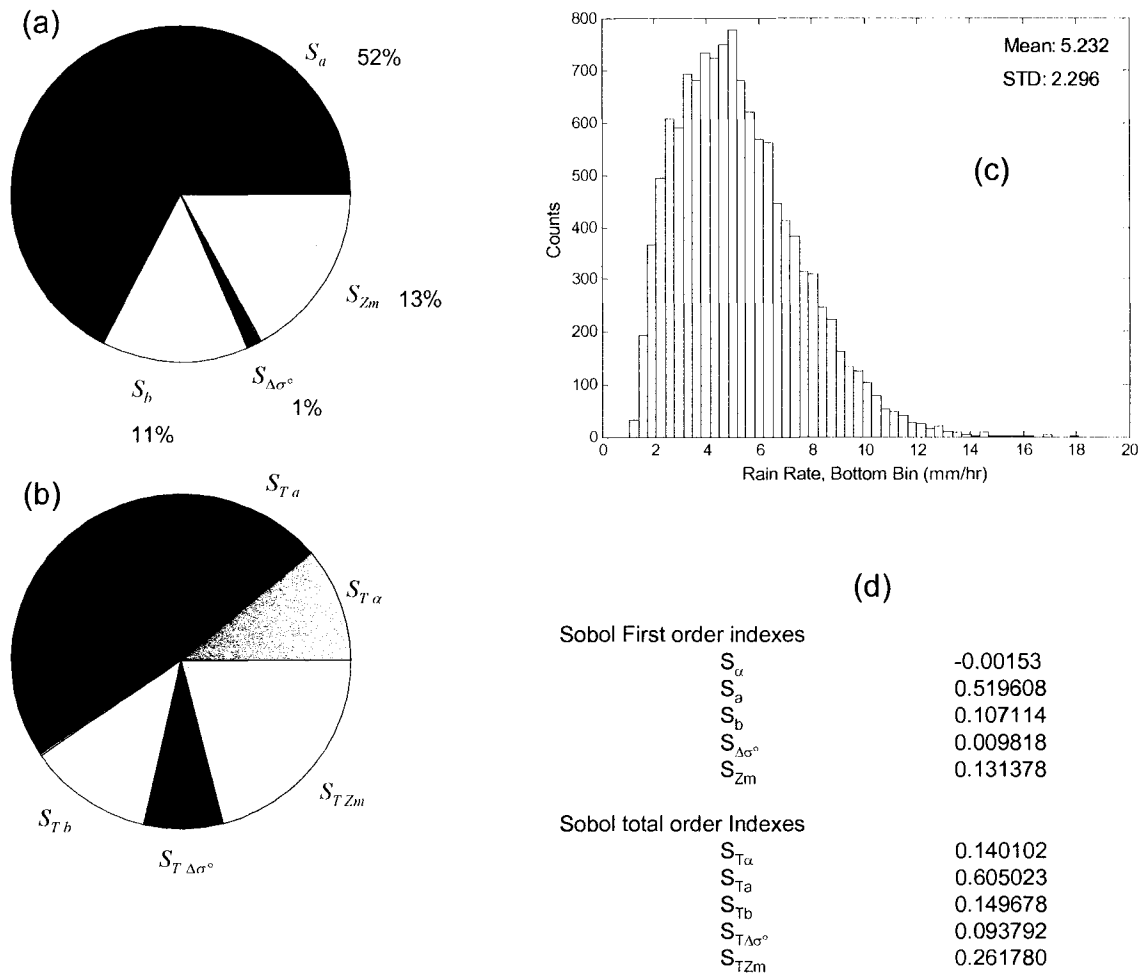 (a)
S_a 52%
S_Zm 13%
S_Δσ°
1%
S_b
11%
(b)
S_T a
S_T α
S_T Zm
S_T Δσ°
S_T b
(c)
Mean: 5.232
STD: 2.296
Counts
800
700
600
500
400
300
200
100
0
0 2 4 6 8 10 12 14 16 18 20
Rain Rate, Bottom Bin (mm/hr)
(d)
Sobol First order indexes
S_α -0.00153
S_a 0.519608
S_b 0.107114
S_Δσ° 0.009818
S_Zm 0.131378
Sobol total order Indexes
S_Tα 0.140102
S_Ta 0.605023
S_Tb 0.149678
S_TΔσ° 0.093792
S_TZm 0.261780